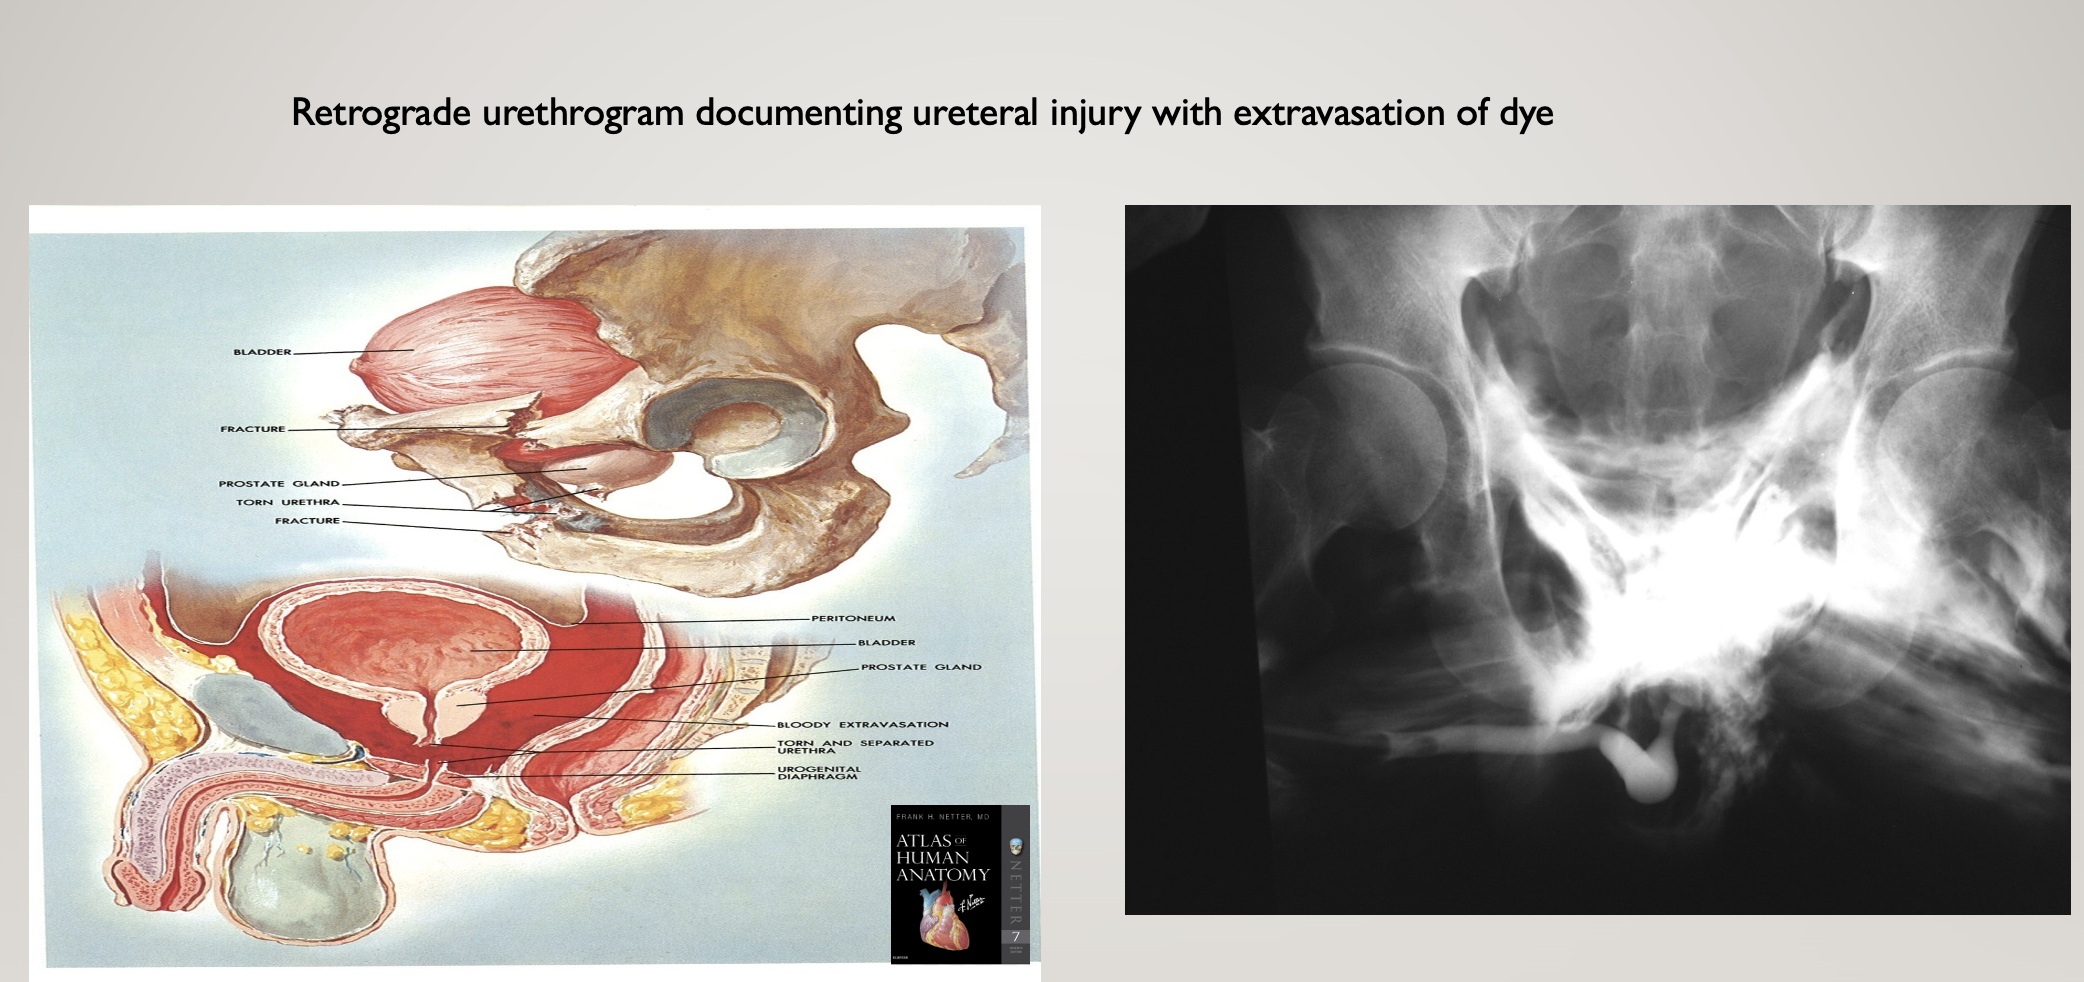 Retrograde urethrogram documenting ureteral injury with extravasation of dye
BLADDER
FRACTURE
PROSTATE GLAND
TORN URETHRA
FRACTURE
PERITONEUM
BLADDER
PROSTATE GLAND
BLOODY EXTRAVASATION
TORN AND SEPARATED
URETHRA
UROGENITAL
DIAPHRAGM
FRANK H. NETTER, MD
ATLAS OF
HUMAN
ANATOMY
NETTER
7